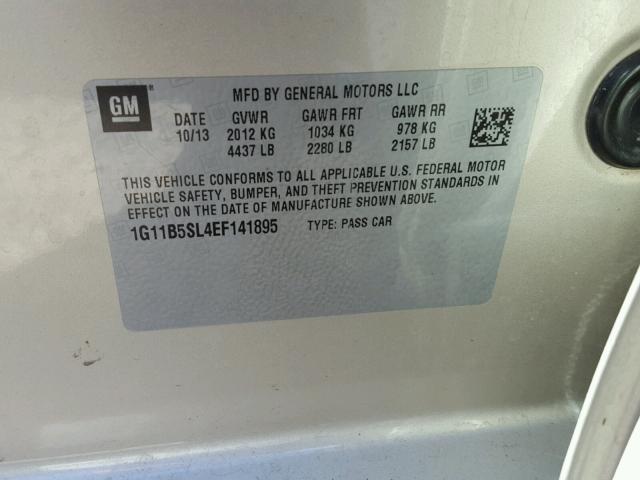 GM
MFD BY GENERAL MOTORS LLC
DATE GVWR GAWR FRT GAWR RR
10/13 2012 KG 1034 KG 978 KG
4437 LB 2280 LB 2157 LB
THIS VEHICLE CONFORMS TO ALL APPLICABLE U.S. FEDERAL MOTOR
VEHICLE SAFETY, BUMPER, AND THEFT PREVENTION STANDARDS IN
EFFECT ON THE DATE OF MANUFACTURE SHOWN ABOVE.
1G11B5SL4EF141895 TYPE: PASS CAR